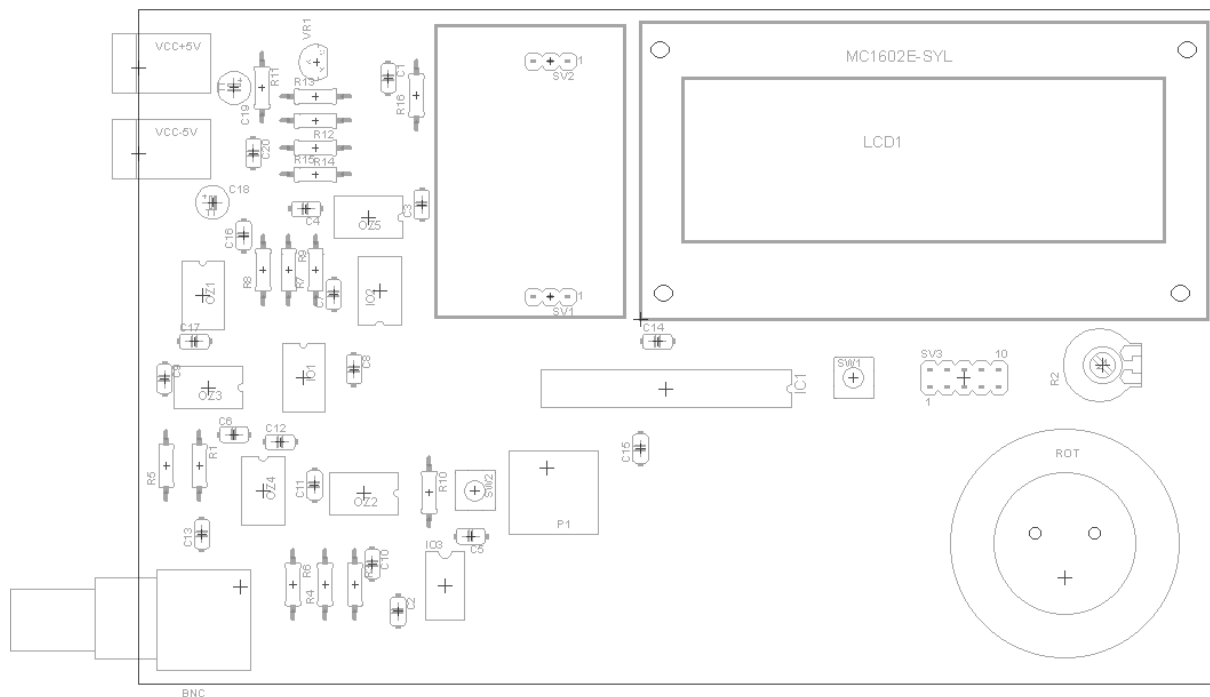 VCC+5V
VR1
R11
C19
R13
C1
R16
SV2
1
MC1602E-SYL
LCD1
VCC-5V
C20
R12
R15
R14
C18
C4
OZ5
C3
C16
R8
R7
R9
C7
IO2
OZ1
SV1
1
C17
C14
C9
OZ3
IO1
C8
IC1
SW1
SV3
10
1
R2
C6
C12
R5
R1
C15
ROT
OZ4
C11
OZ2
R10
SW2
P1
C13
C5
IO3
R6
R4
C10
C2
BNC